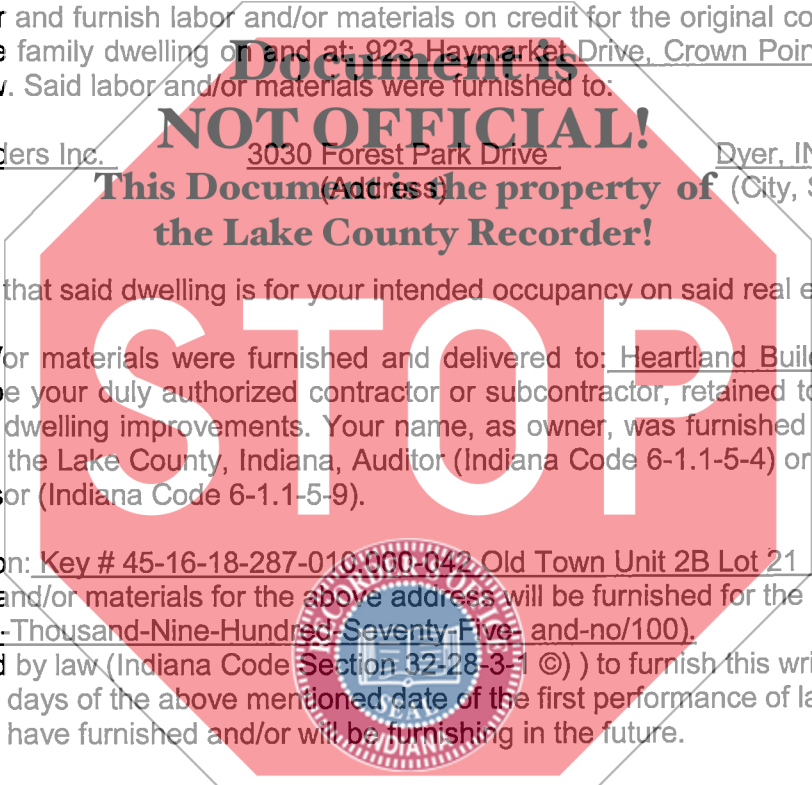 r and furnish labor and/or materials on credit for the original co
e family dwelling on and at: 923 Haymarket Drive, Crown Poin
Document is
. Said labor and/or materials were furnished to:
NOT OFFICIAL!
ders Inc. 3030 Forest Park Drive Dyer, IN
This Document is the property of
(Address) (City, S
the Lake County Recorder!
that said dwelling is for your intended occupancy on said real e
STOP
or materials were furnished and delivered to: Heartland Buil
e your duly authorized contractor or subcontractor, retained to
dwelling improvements. Your name, as owner, was furnished
the Lake County, Indiana, Auditor (Indiana Code 6-1.1-5-4) or
or (Indiana Code 6-1.1-5-9).
n: Key # 45-16-18-287-010.000-042 Old Town Unit 2B Lot 21
and/or materials for the above address will be furnished for the
-Thousand-Nine-Hundred-Seventy-Five- and-no/100).
d by law (Indiana Code Section 32-28-3-1 ©) ) to furnish this wri
days of the above mentioned date of the first performance of la
have furnished and/or will be furnishing in the future.
RECORDER'S OFFICE
SEAL
INDIANA